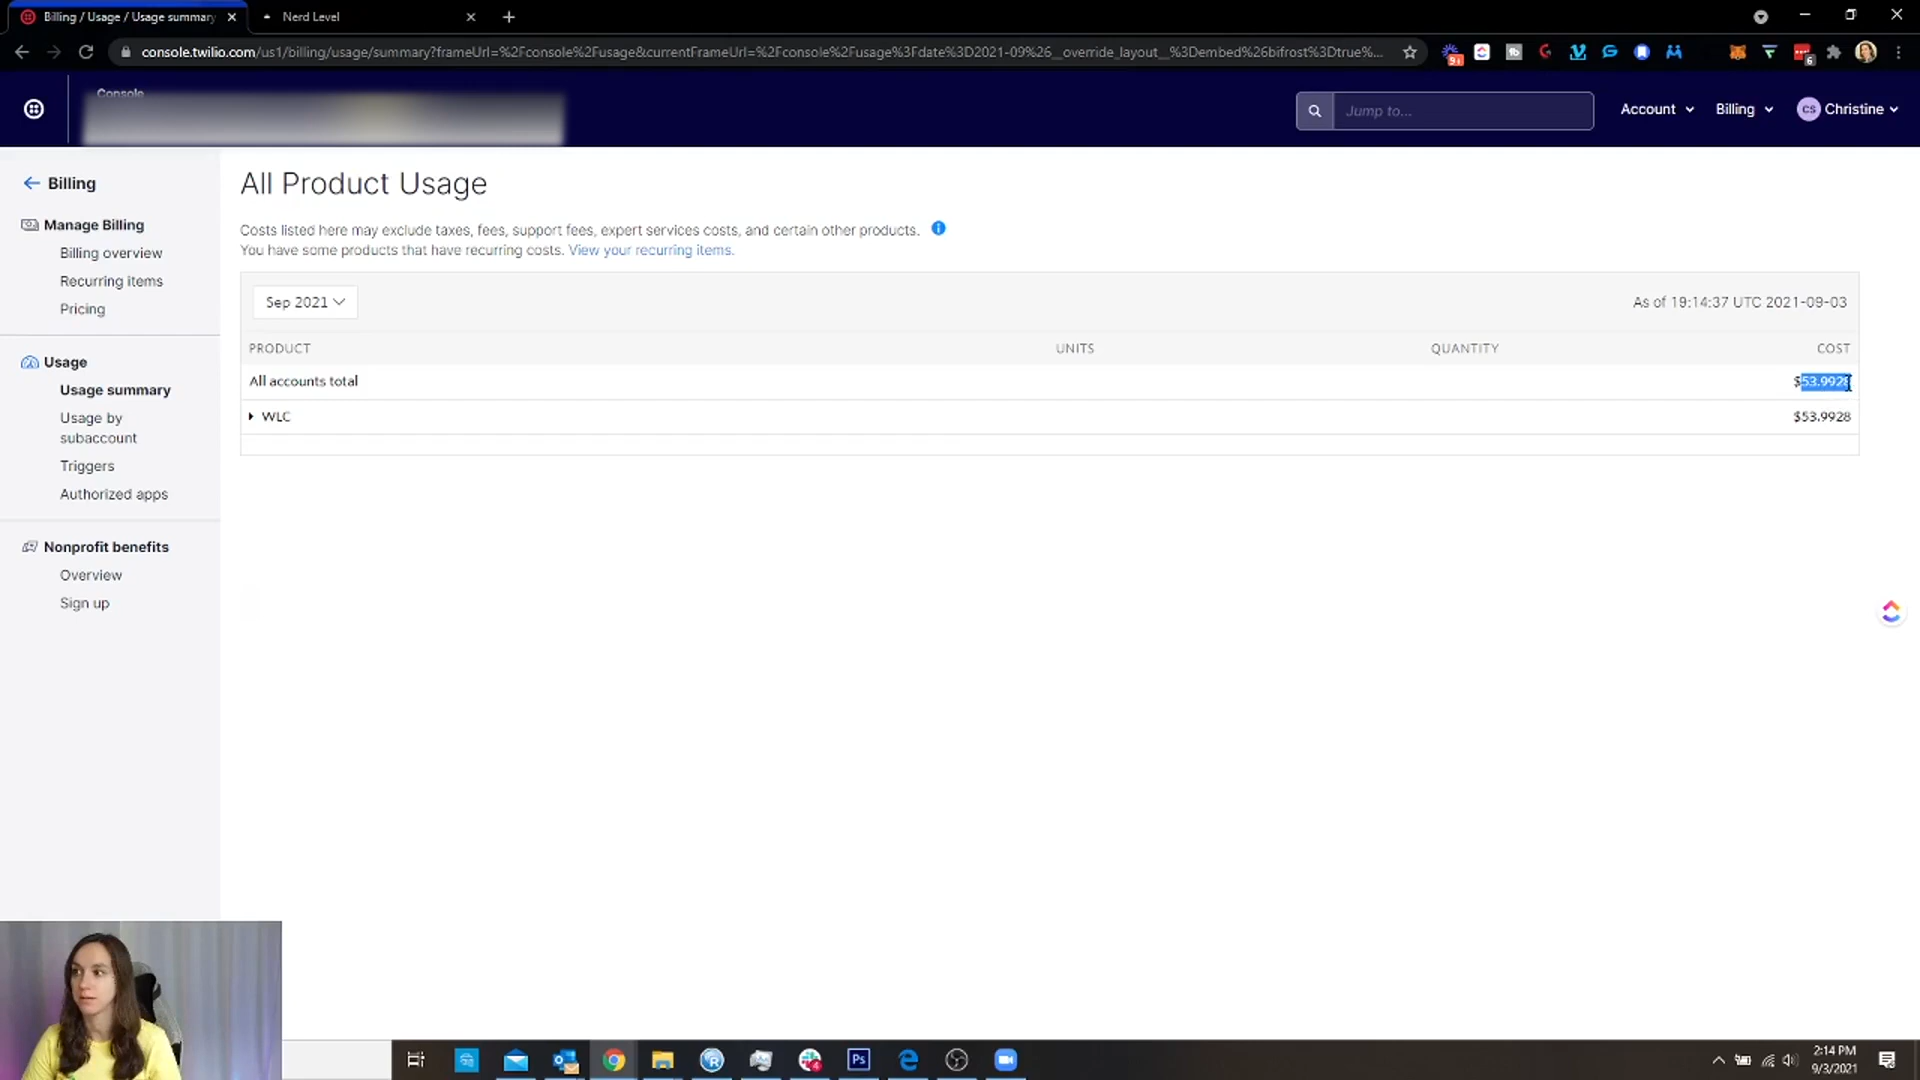 Billing / Usage / Usage summary
Nerd Level
console.twilio.com/us1/billing/usage/summary?frameUrl=%2Fconsole%2Fusage&currentFrameUrl=%2Fconsole%2Fusage%3Fdate%3D2021-09%26__override_layout__%3Dembed%26bifrost%3Dtrue%...
Console
Jump to...
Account
Billing
CS
Christine
Billing
Manage Billing
Billing overview
Recurring items
Pricing
Usage
Usage summary
Usage by
subaccount
Triggers
Authorized apps
Nonprofit benefits
Overview
Sign up
All Product Usage
Costs listed here may exclude taxes, fees, support fees, expert services costs, and certain other products.
You have some products that have recurring costs. View your recurring items.
Sep 2021
As of 19:14:37 UTC 2021-09-03
PRODUCT UNITS QUANTITY COST
All accounts total $53.9928
WLC $53.9928
Ps
2:14 PM
9/3/2021